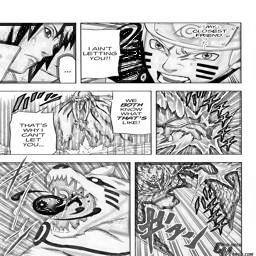 MY
CLOSEST
FRIEND...
I AIN'T
LETTING
YOU!!
...
WE
BOTH
KNOW
WHAT
THAT'S
LIKE!
THAT'S
WHY I
CAN'T
LET
YOU...